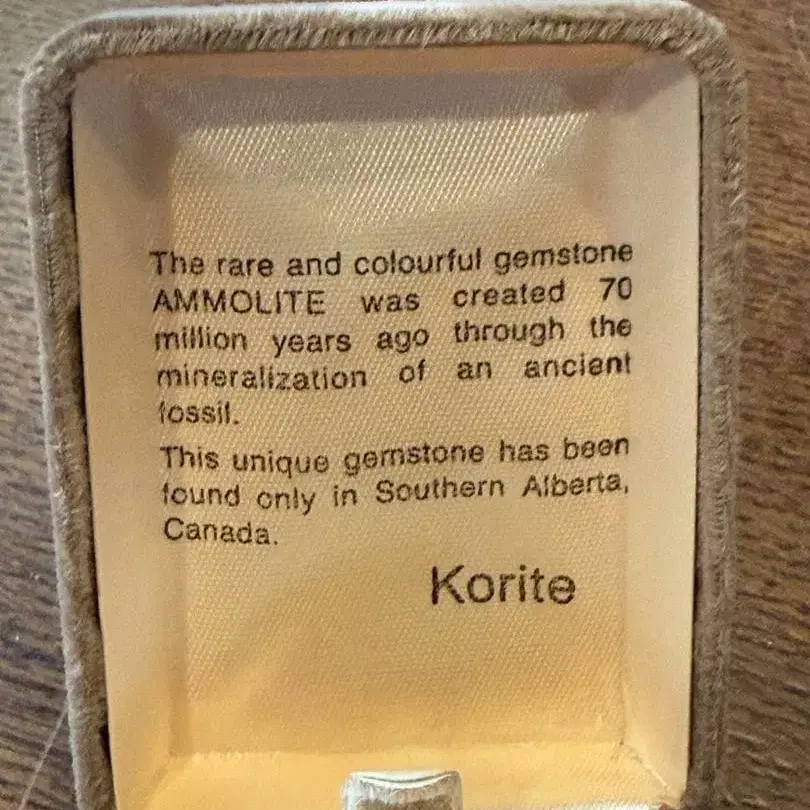 The rare and colourful gemstone
AMMOLITE was created 70
million years ago through the
mineralization of an ancient
fossil.
This unique gemstone has been
found only in Southern Alberta,
Canada.
Korite